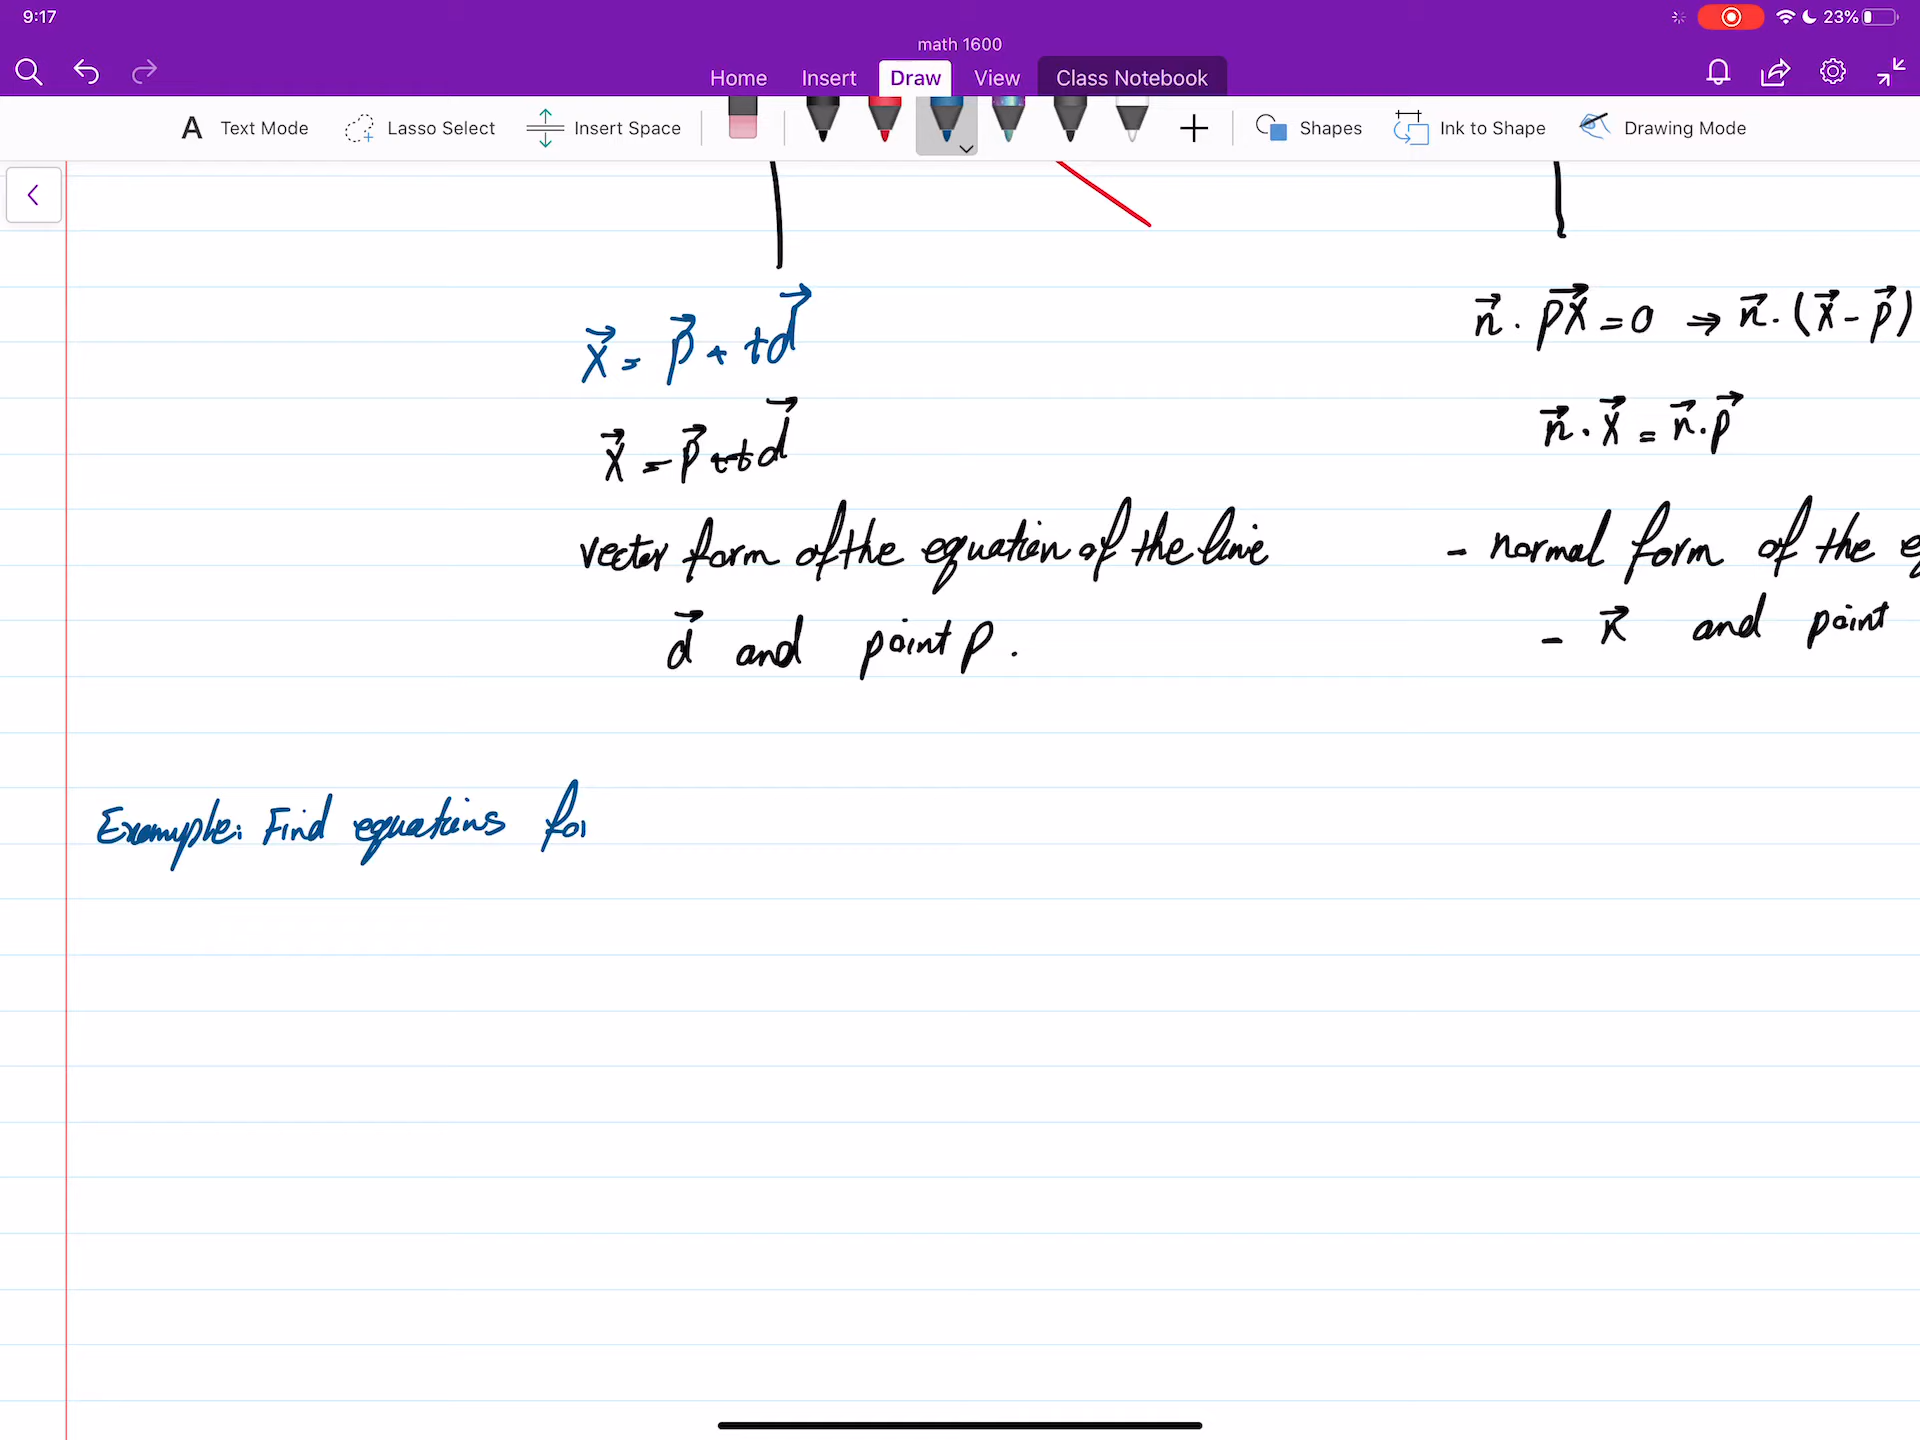 9:17
23%
math 1600
Home Insert Draw View Class Notebook
A Text Mode Lasso Select Insert Space Shapes Ink to Shape Drawing Mode
x⃗ = p⃗ + td⃗
n⃗ · PX⃗ = 0 ⇒ n⃗ · (x⃗ - p⃗)
x⃗ = p⃗ + td⃗
n⃗ · x⃗ = n⃗ · p⃗
vector form of the equation of the line
- normal form of the e
d⃗ and point P.
- n⃗ and point
Example: Find equations for